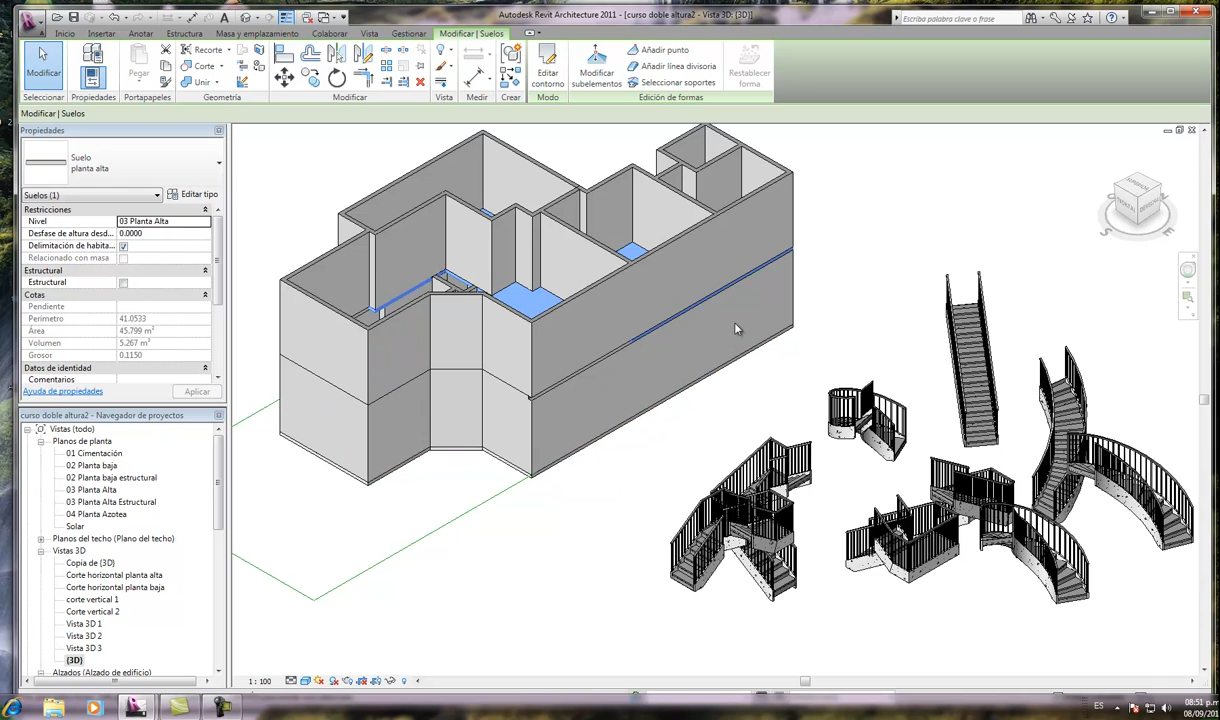 Autodesk Revit Architecture 2011 - [curso doble altura2 - Vista 3D: {3D}]
Escriba palabra clave o frase
Inicio Insertar Anotar Estructura Masa y emplazamiento Colaborar Vista Gestionar Modificar | Suelos
Modificar
Pegar
Recorte
Corte
Unir
Editar contorno
Modificar subelementos
Añadir punto
Añadir línea divisoria
Seleccionar soportes
Restablecer forma
Seleccionar Propiedades Portapapeles Geometría Modificar Vista Medir Crear Modo Edición de formas
Modificar | Suelos
Propiedades
Suelo
planta alta
Suelos (1) Editar tipo
Restricciones
Nivel 03 Planta Alta
Desfase de altura desd... 0.0000
Delimitación de habita...
Relacionado con masa
Estructural
Estructural
Cotas
Pendiente
Perímetro 41.0533
Área 45.799 m²
Volumen 5.267 m³
Grosor 0.1150
Datos de identidad
Comentarios
Ayuda de propiedades Aplicar
curso doble altura2 - Navegador de proyectos
Vistas (todo)
Planos de planta
01 Cimentación
02 Planta baja
02 Planta baja estructural
03 Planta Alta
03 Planta Alta Estructural
04 Planta Azotea
Solar
Planos del techo (Plano del techo)
Vistas 3D
Copia de {3D}
Corte horizontal planta alta
Corte horizontal planta baja
corte vertical 1
Corte vertical 2
Vista 3D 1
Vista 3D 2
Vista 3D 3
{3D}
Alzados (Alzado de edificio)
FRONTAL
DERECHO
1 : 100
ES
08:51 p.m.
08/09/201